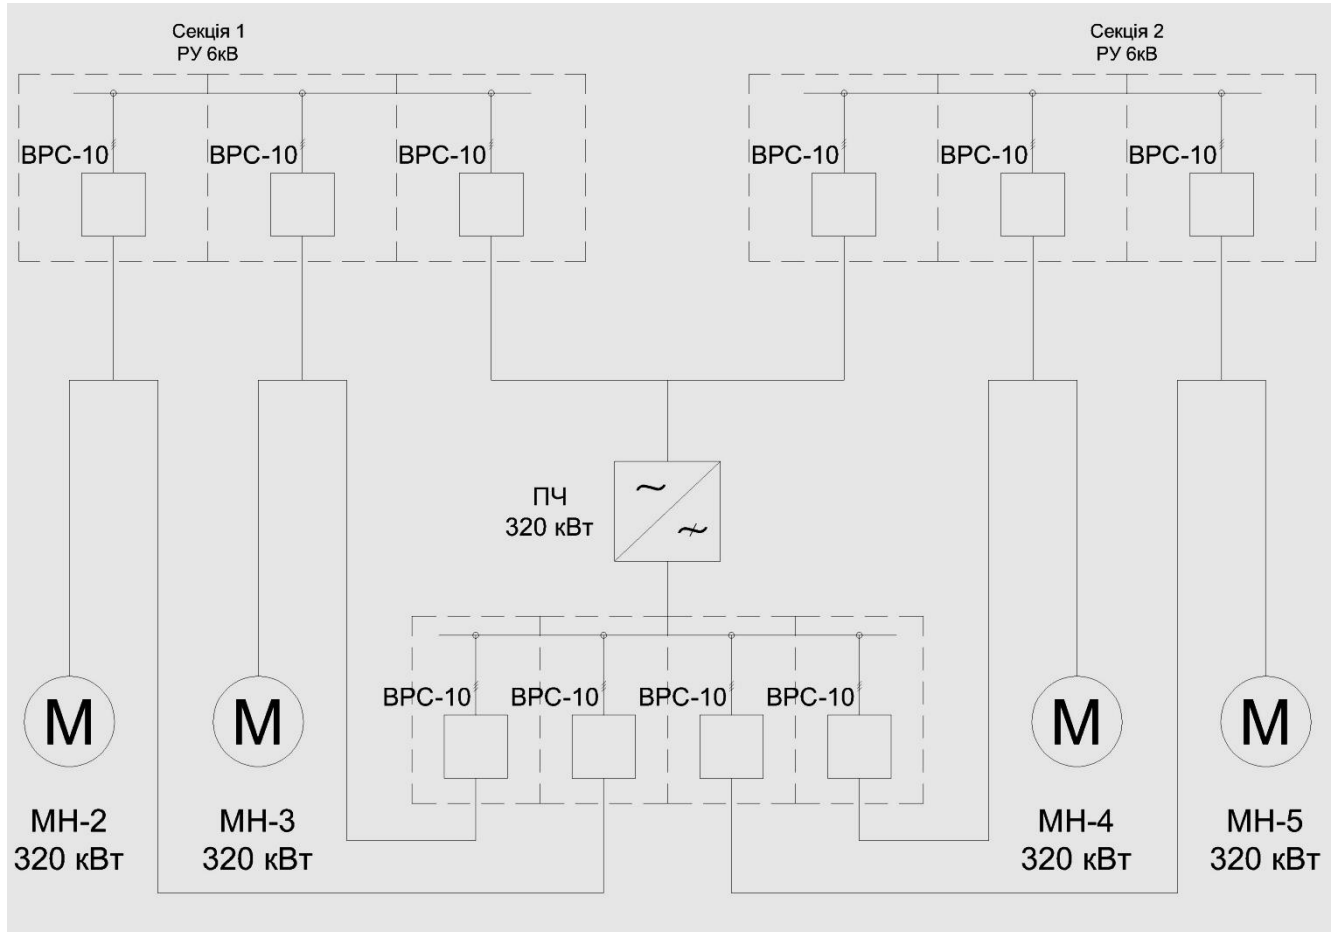 Секція 1
РУ 6кВ
Секція 2
РУ 6кВ
ВРС-10
ВРС-10
ВРС-10
ВРС-10
ВРС-10
ВРС-10
ПЧ
320 кВт
ВРС-10
ВРС-10
ВРС-10
ВРС-10
М
М
М
М
МН-2
320 кВт
МН-3
320 кВт
МН-4
320 кВт
МН-5
320 кВт